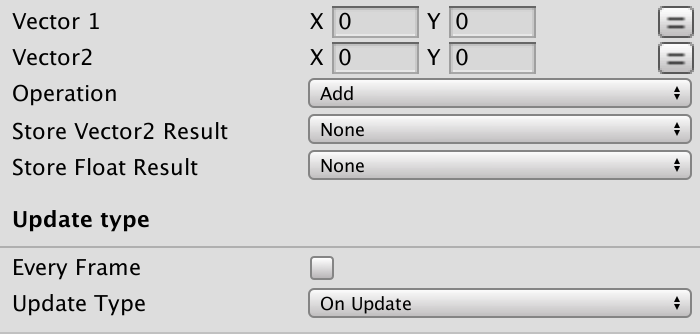 Vector 1 X 0 Y 0
Vector2 X 0 Y 0
Operation Add
Store Vector2 Result None
Store Float Result None
Update type
Every Frame
Update Type On Update